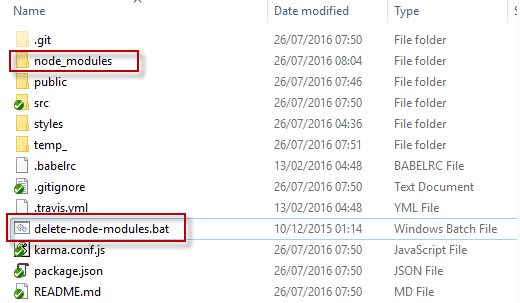 Name Date modified Type
.git 26/07/2016 07:50 File folder
node_modules 26/07/2016 08:04 File folder
public 26/07/2016 07:46 File folder
src 26/07/2016 07:50 File folder
styles 26/07/2016 04:36 File folder
temp_ 26/07/2016 07:51 File folder
.babelrc 13/02/2016 04:48 BABELRC File
.gitignore 26/07/2016 07:50 Text Document
.travis.yml 13/02/2016 04:48 YML File
delete-node-modules.bat 10/12/2015 01:14 Windows Batch File
karma.conf.js 26/07/2016 07:50 JavaScript File
package.json 26/07/2016 07:50 JSON File
README.md 26/07/2016 07:50 MD File